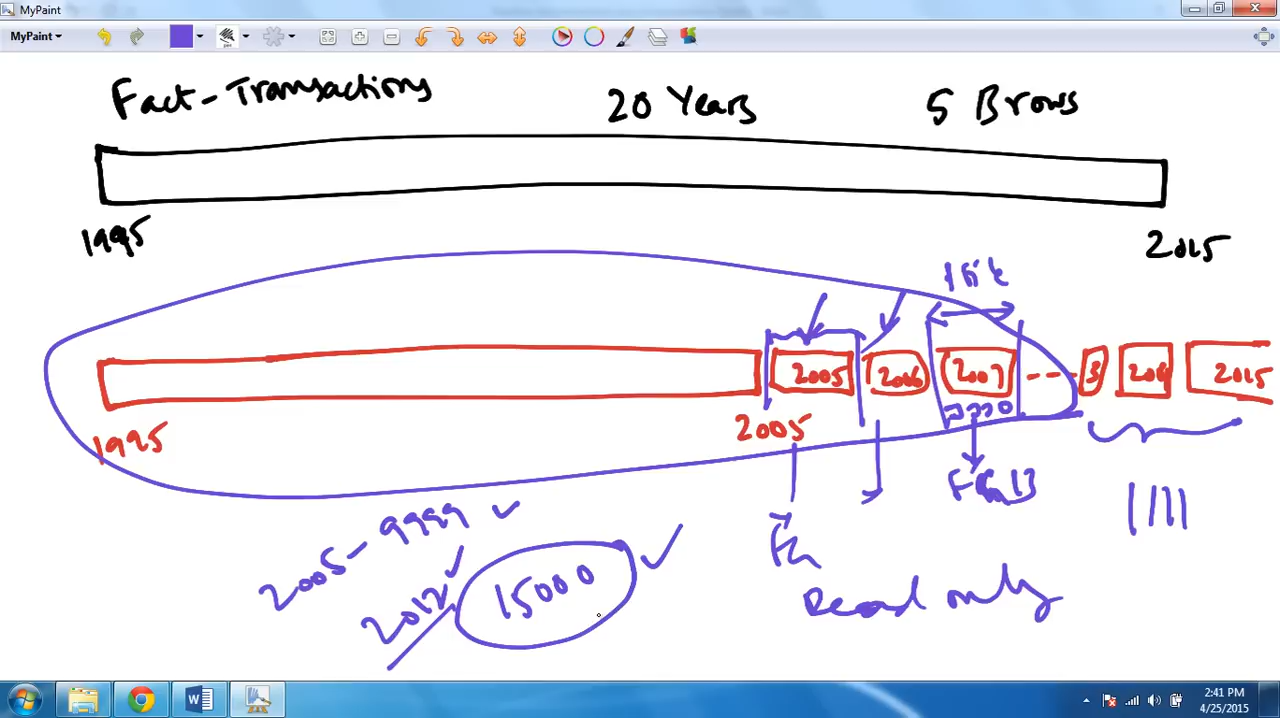 MyPaint
MyPaint
Fact-Transactions 20 Years 5 Brows
1995 2015
2005 2006 2007 --- 2015
1995 2005
2005-9999
2012 15000
Read only
2:41 PM
4/25/2015